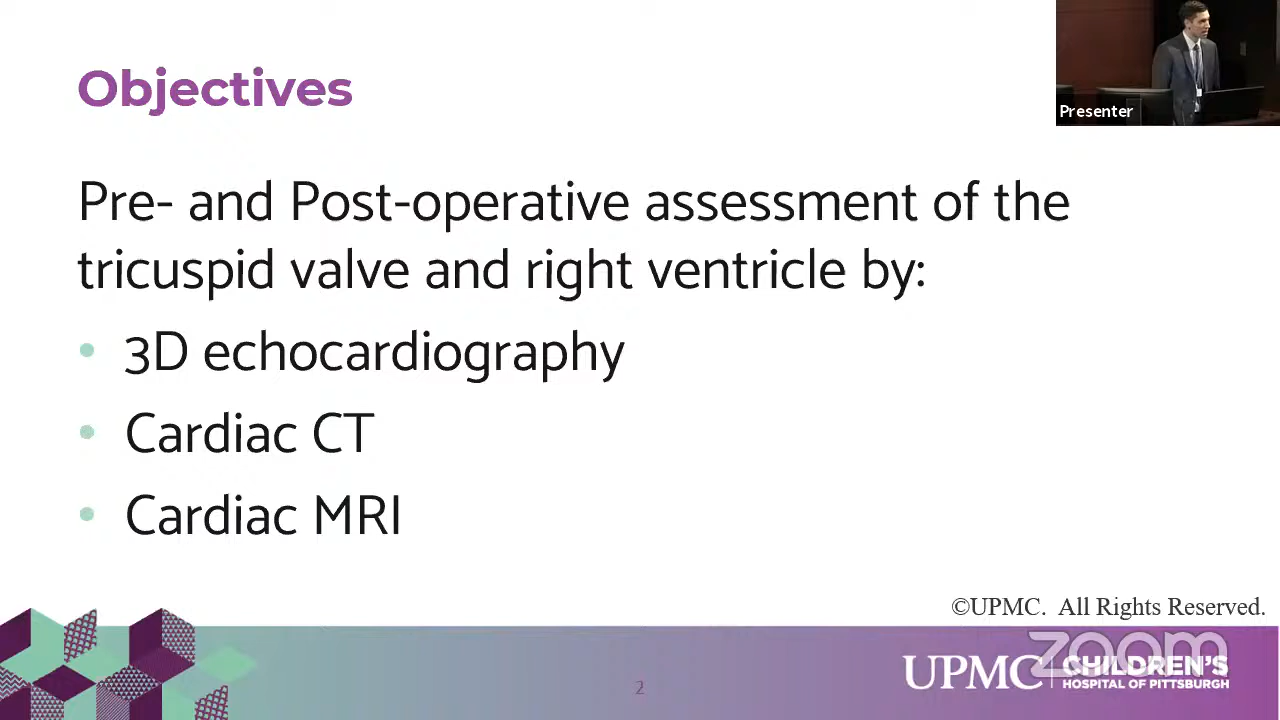 Objectives
Presenter
Pre- and Post-operative assessment of the
tricuspid valve and right ventricle by:
• 3D echocardiography
• Cardiac CT
• Cardiac MRI
©UPMC. All Rights Reserved.
zoom
2
UPMC CHILDREN'S
HOSPITAL OF PITTSBURGH